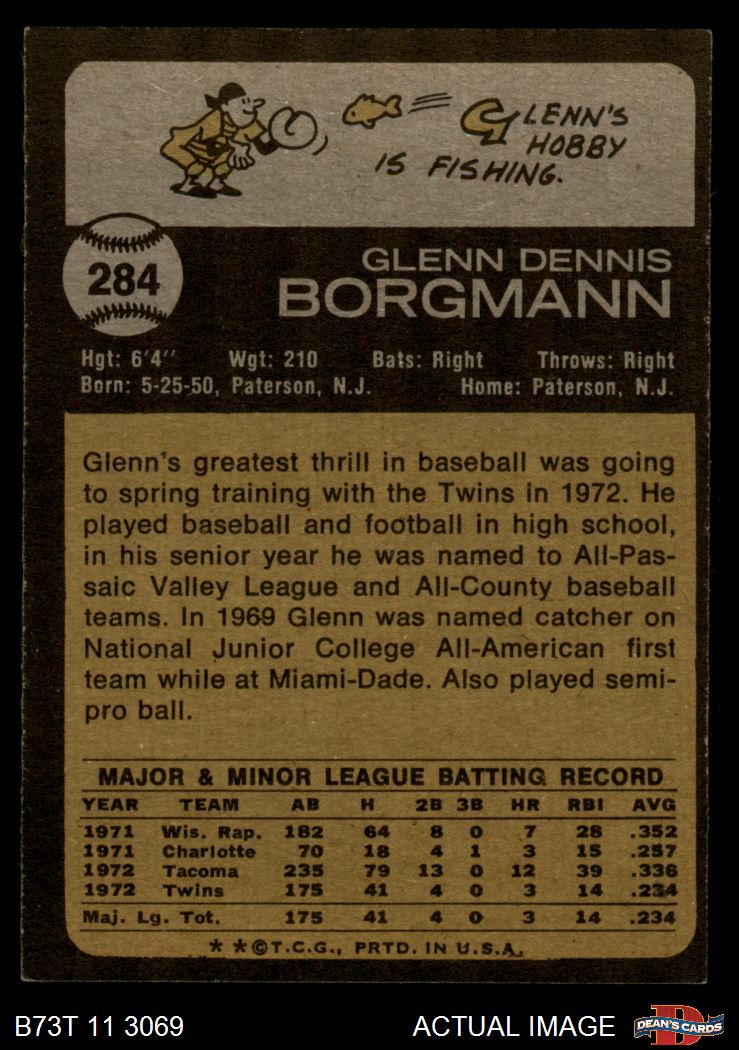 GLENN'S
HOBBY
IS FISHING.
284
GLENN DENNIS
BORGMANN
Hgt: 6'4" Wgt: 210 Bats: Right Throws: Right
Born: 5-25-50, Paterson, N.J. Home: Paterson, N.J.
Glenn's greatest thrill in baseball was going
to spring training with the Twins in 1972. He
played baseball and football in high school,
in his senior year he was named to All-Pas-
saic Valley League and All-County baseball
teams. In 1969 Glenn was named catcher on
National Junior College All-American first
team while at Miami-Dade. Also played semi-
pro ball.
MAJOR & MINOR LEAGUE BATTING RECORD
YEAR TEAM AB H 2B 3B HR RBI AVG
1971 Wis. Rap. 182 64 8 0 7 28 .352
1971 Charlotte 70 18 4 1 3 15 .257
1972 Tacoma 235 79 13 0 12 39 .336
1972 Twins 175 41 4 0 3 14 .234
Maj. Lg. Tot. 175 41 4 0 3 14 .234
* *©T.C.G., PRTD. IN U.S.A.
B73T 11 3069 ACTUAL IMAGE
D
DEAN'S CARDS